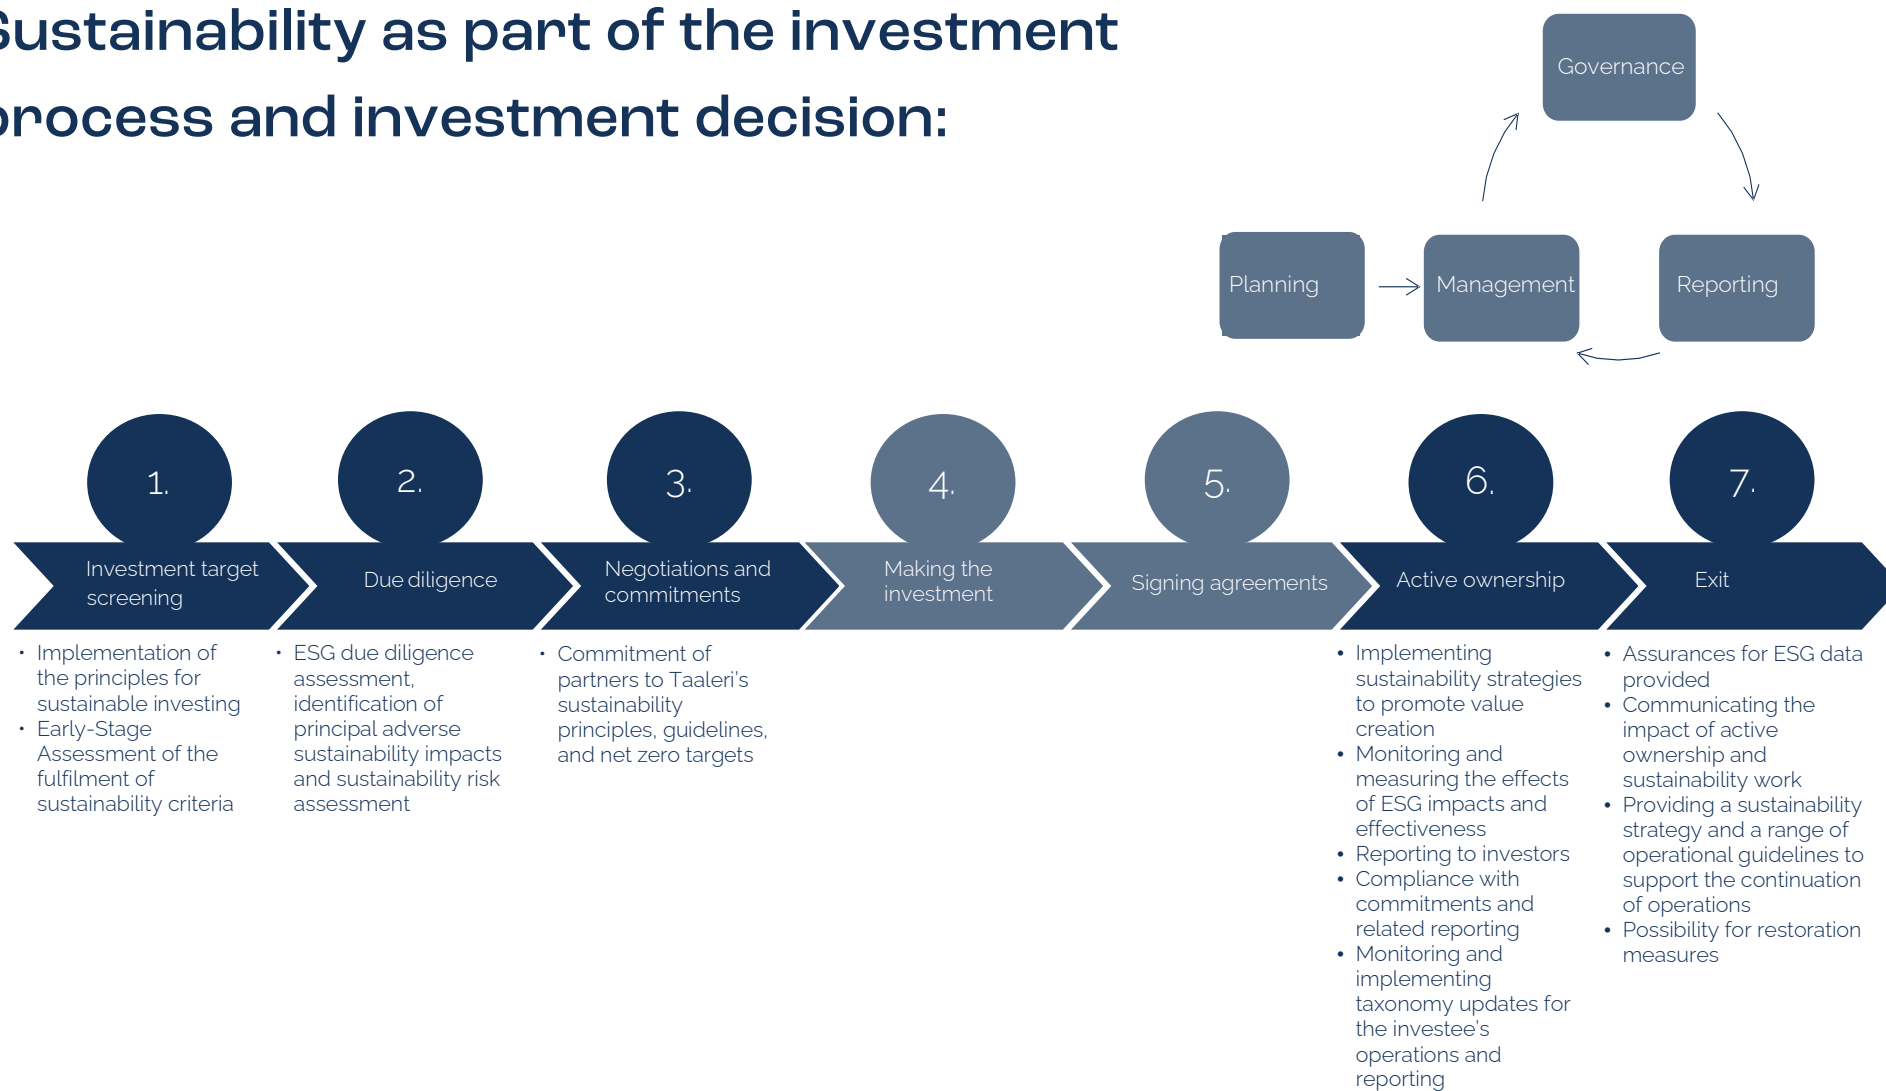 Sustainability as part of the investment
process and investment decision:
Governance
Planning
Management
Reporting
1.
2.
3.
4.
5.
6.
7.
Investment target
screening
Due diligence
Negotiations and
commitments
Making the
investment
Signing agreements
Active ownership
Exit
• Implementation of
the principles for
sustainable investing
• Early-Stage
Assessment of the
fulfilment of
sustainability criteria
• ESG due diligence
assessment,
identification of
principal adverse
sustainability impacts
and sustainability risk
assessment
• Commitment of
partners to Taaleri's
sustainability
principles, guidelines,
and net zero targets
• Implementing
sustainability strategies
to promote value
creation
• Monitoring and
measuring the effects
of ESG impacts and
effectiveness
• Reporting to investors
• Compliance with
commitments and
related reporting
• Monitoring and
implementing
taxonomy updates for
the investee's
operations and
reporting
• Assurances for ESG data
provided
• Communicating the
impact of active
ownership and
sustainability work
• Providing a sustainability
strategy and a range of
operational guidelines to
support the continuation
of operations
• Possibility for restoration
measures